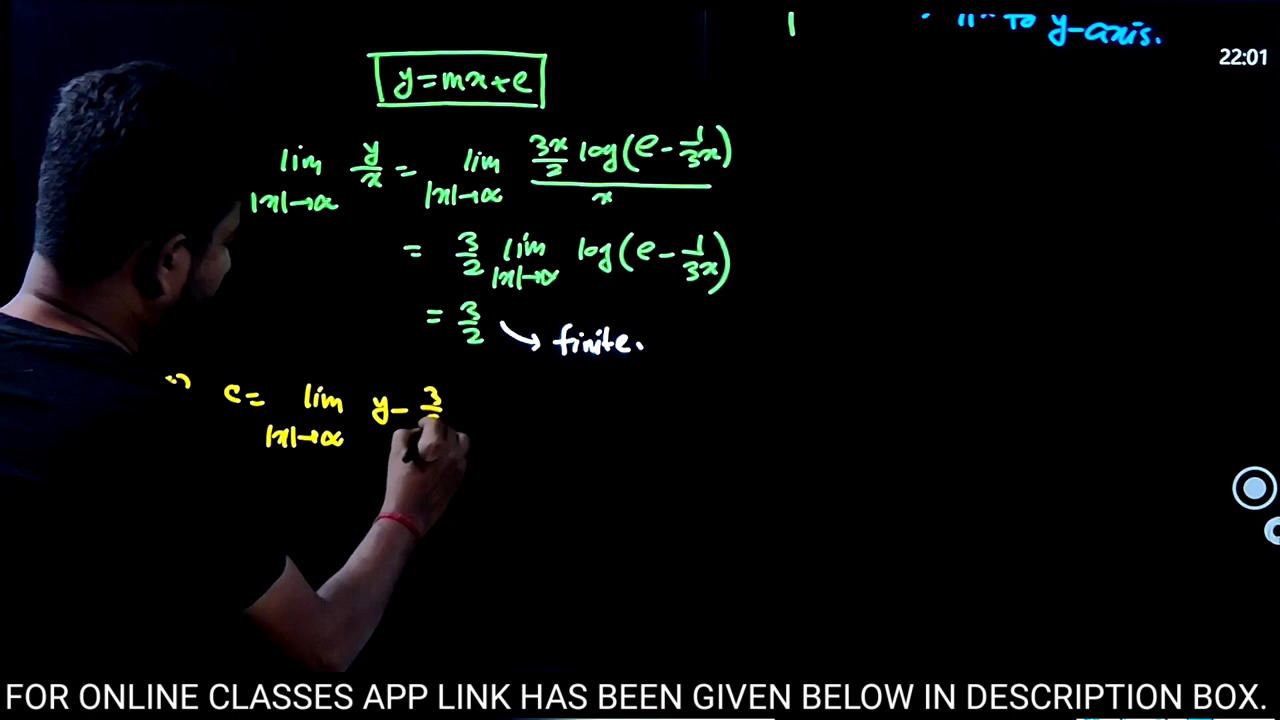 || to y-axis.
22:01
y = mx + c
lim |x|→∞ y/x = lim |x|→∞ (3x/2 log(e - 1/3x))/x
= 3/2 lim |x|→∞ log(e - 1/3x)
= 3/2 → finite.
c = lim |x|→∞ y - 3
FOR ONLINE CLASSES APP LINK HAS BEEN GIVEN BELOW IN DESCRIPTION BOX.